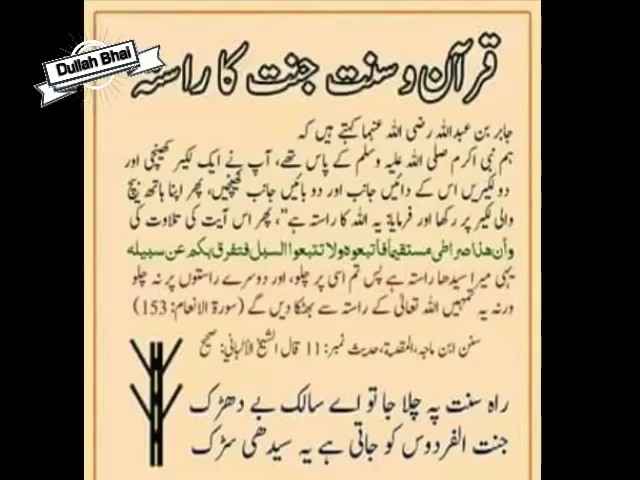 Dullah Bhai
قرآن و سنت جنت کا راستہ
جابر بن عبداللہ رضی اللہ عنہما کہتے ہیں کہ
ہم نبی اکرم صلی اللہ علیہ وسلم کے پاس تھے، آپ نے ایک لکیر کھینچی اور
دو لکیریں اس کے دائیں جانب اور دو بائیں جانب کھینچیں، پھر اپنا ہاتھ بیچ
والی لکیر پر رکھا اور فرمایا: یہ اللہ کا راستہ ہے”، پھر اس آیت کی تلاوت کی
وأن هذا صراطي مستقيما فاتبعوه ولا تتبعوا السبل فتفرق بكم عن سبيله
یہی میرا سیدھا راستہ ہے پس تم اسی پر چلو، اور دوسرے راستوں پر نہ چلو
ورنہ یہ تمہیں اللہ تعالیٰ کے راستہ سے بھٹکا دیں گے (سورۃ الانعام: 153)
سنن ابن ماجہ، المقدمۃ، حدیث نمبر: 11 قال الشیخ الألبانی: صحیح
راہ سنت پہ چلا جا تو اے سالک بے دھڑک
جنت الفردوس کو جاتی ہے یہ سیدھی سڑک